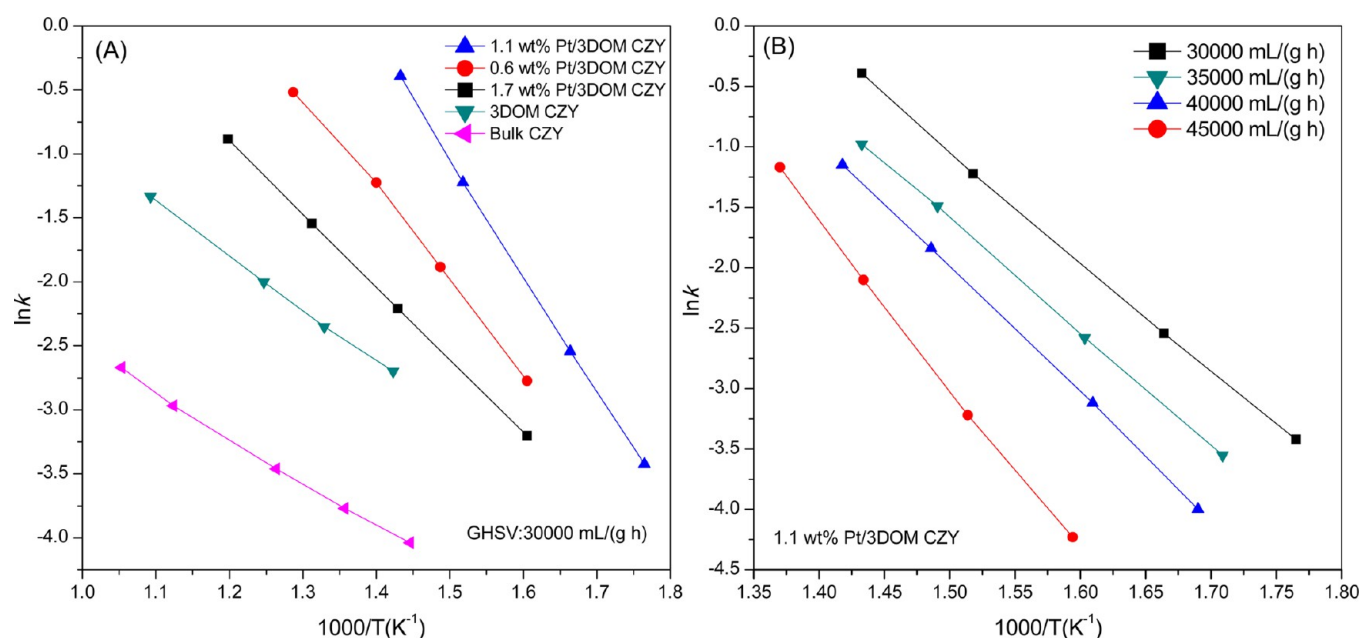 (A)
1.1 wt% Pt/3DOM CZY
0.6 wt% Pt/3DOM CZY
1.7 wt% Pt/3DOM CZY
3DOM CZY
Bulk CZY
0.0
-0.5
-1.0
-1.5
-2.0
-2.5
-3.0
-3.5
-4.0
lnk
GHSV:30000 mL/(g h)
1.0 1.1 1.2 1.3 1.4 1.5 1.6 1.7 1.8
1000/T(K-1)
(B)
30000 mL/(g h)
35000 mL/(g h)
40000 mL/(g h)
45000 mL/(g h)
0.0
-0.5
-1.0
-1.5
-2.0
-2.5
-3.0
-3.5
-4.0
-4.5
lnk
1.1 wt% Pt/3DOM CZY
1.35 1.40 1.45 1.50 1.55 1.60 1.65 1.70 1.75 1.80
1000/T(K-1)